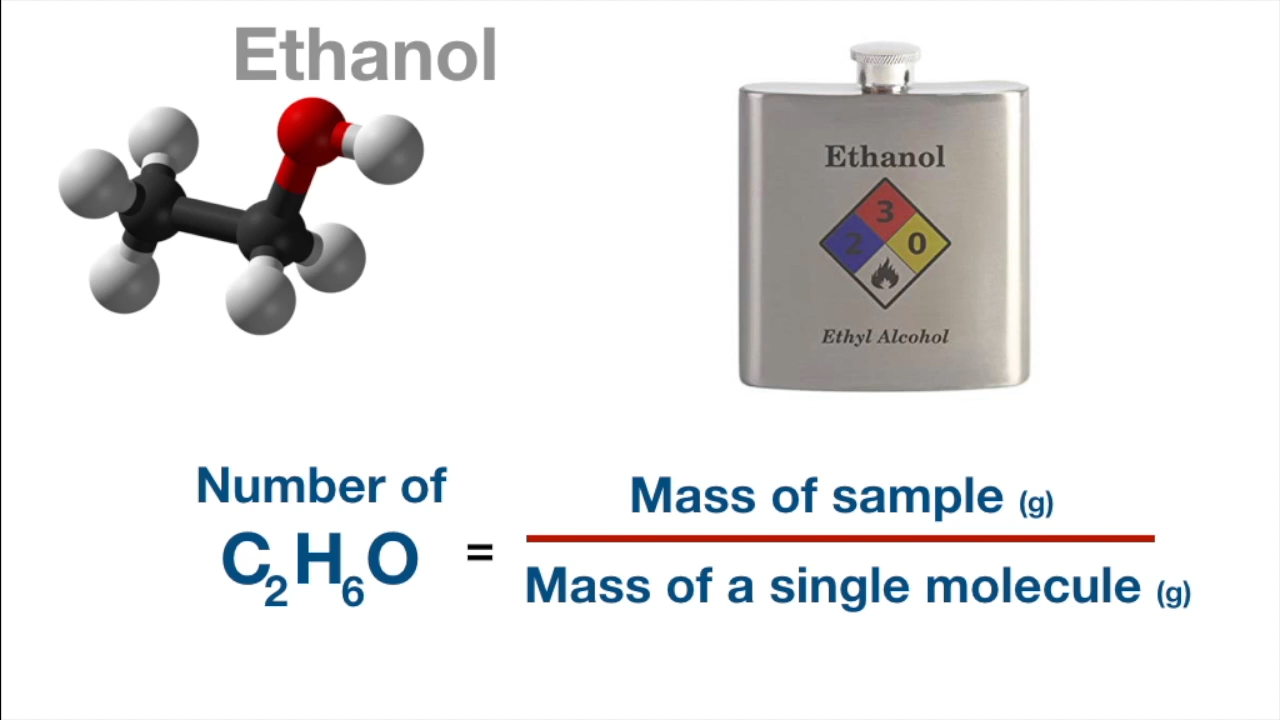 Ethanol
Ethanol
3
2 0
Ethyl Alcohol
Number of
C₂H₆O
=
Mass of sample (g)
Mass of a single molecule (g)